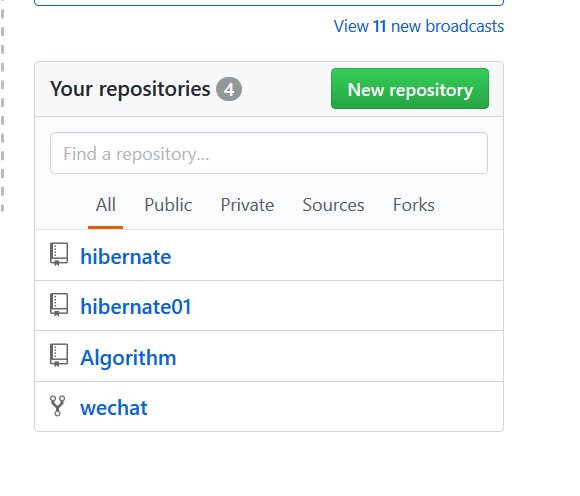 View 11 new broadcasts
Your repositories 4 New repository
Find a repository...
All Public Private Sources Forks
hibernate
hibernate01
Algorithm
wechat